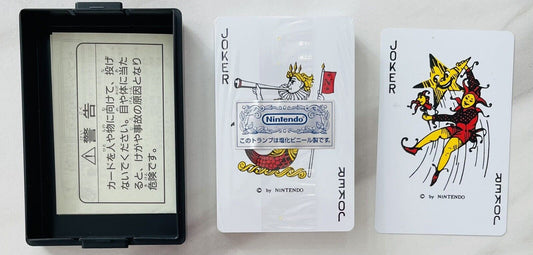 ⚠ 警告
カードを人や物に向けて、投げ
ないでください。目や体に当た
ると、けがや事故の原因となり
危険です。
JOKER
Nintendo
このトランプは塩化ビニール製です。
© by NINTENDO
JOKER
JOKER
© by NINTENDO
JOKER